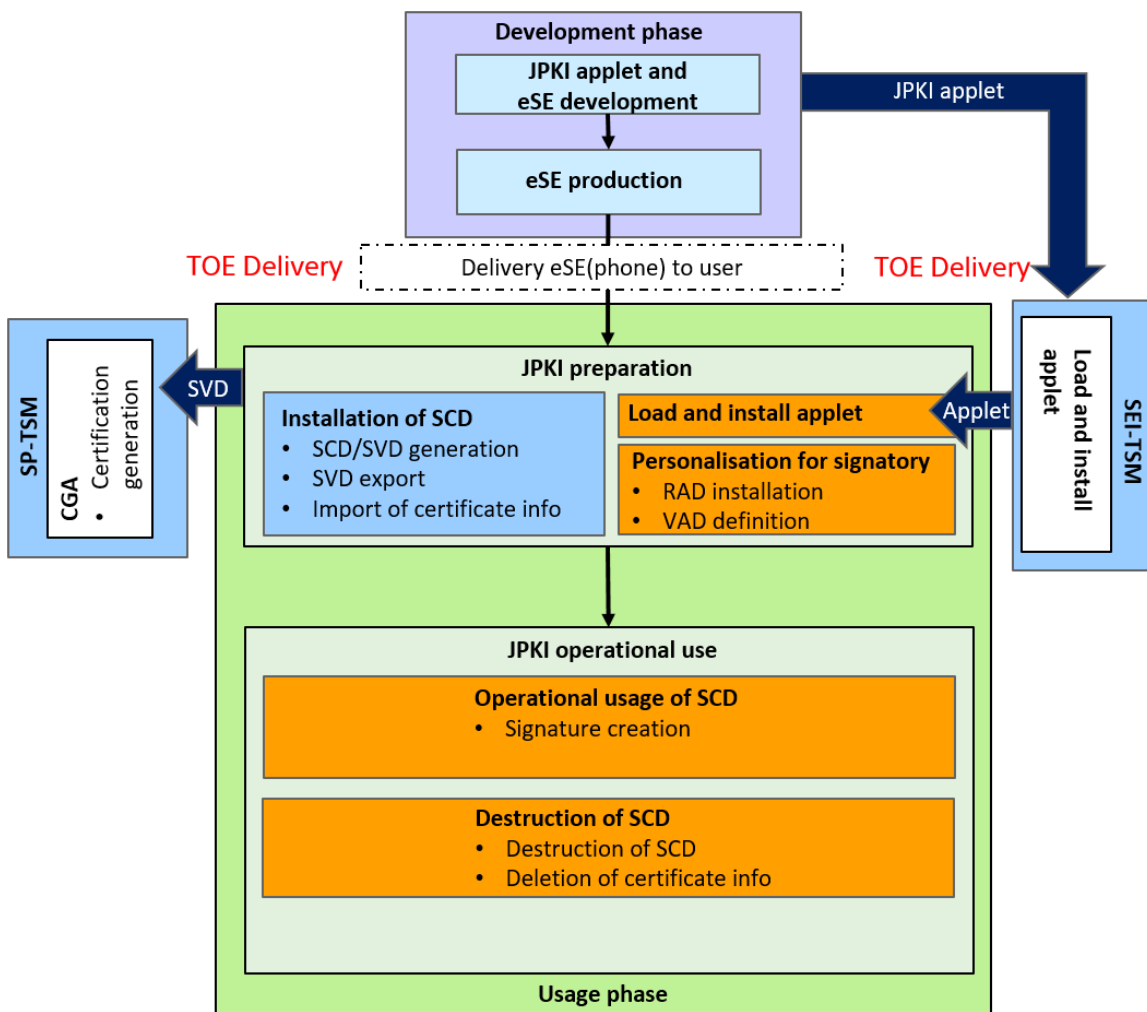 Development phase
JPKI applet and
eSE development
JPKI applet
eSE production
TOE Delivery
Delivery eSE(phone) to user
TOE Delivery
SP-TSM
CGA
• Certification
generation
SVD
JPKI preparation
Installation of SCD
• SCD/SVD generation
• SVD export
• Import of certificate info
Load and install applet
Personalisation for signatory
• RAD installation
• VAD definition
Applet
Load and install
applet
SEI-TSM
JPKI operational use
Operational usage of SCD
• Signature creation
Destruction of SCD
• Destruction of SCD
• Deletion of certificate info
Usage phase